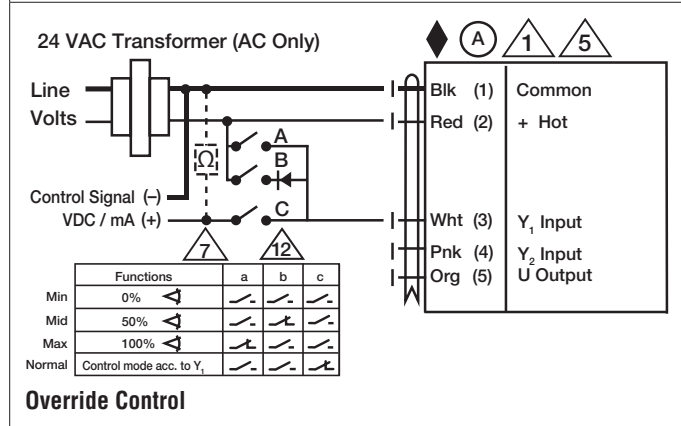 24 VAC Transformer (AC Only)
A 1 5
Line
Volts
Blk (1) Common
Red (2) + Hot
A
B
Ω
Control Signal (–)
VDC / mA (+)
C
Wht (3) Y₁ Input
7 12
Pnk (4) Y₂ Input
Org (5) U Output
Functions a b c
Min 0%
Mid 50%
Max 100%
Normal Control mode acc. to Y₁
Override Control